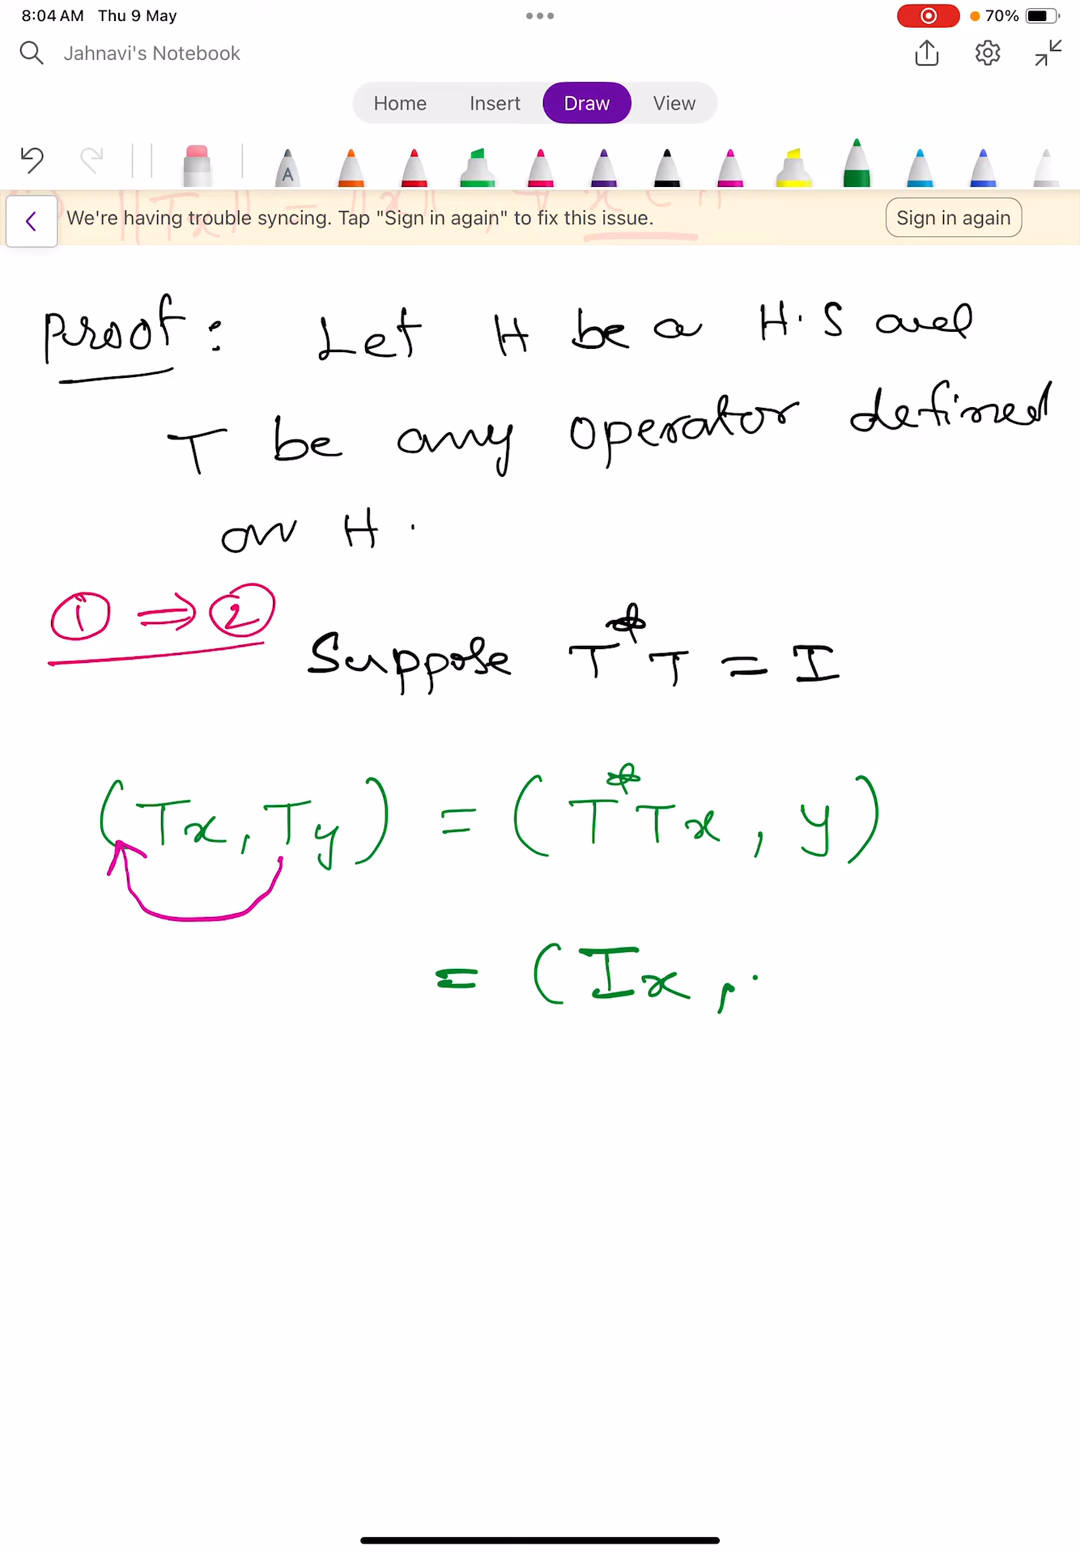 8:04 AM Thu 9 May
70%
Jahnavi's Notebook
Home Insert Draw View
A
||Tx|| = ||x||, ∀ x ∈ H
We're having trouble syncing. Tap "Sign in again" to fix this issue. Sign in again
Proof : Let H be a H.S and
T be any operator defined
on H .
① ⇒ ②
Suppose T*T = I
(Tx, Ty) = (T*Tx, y)
= (Ix, .